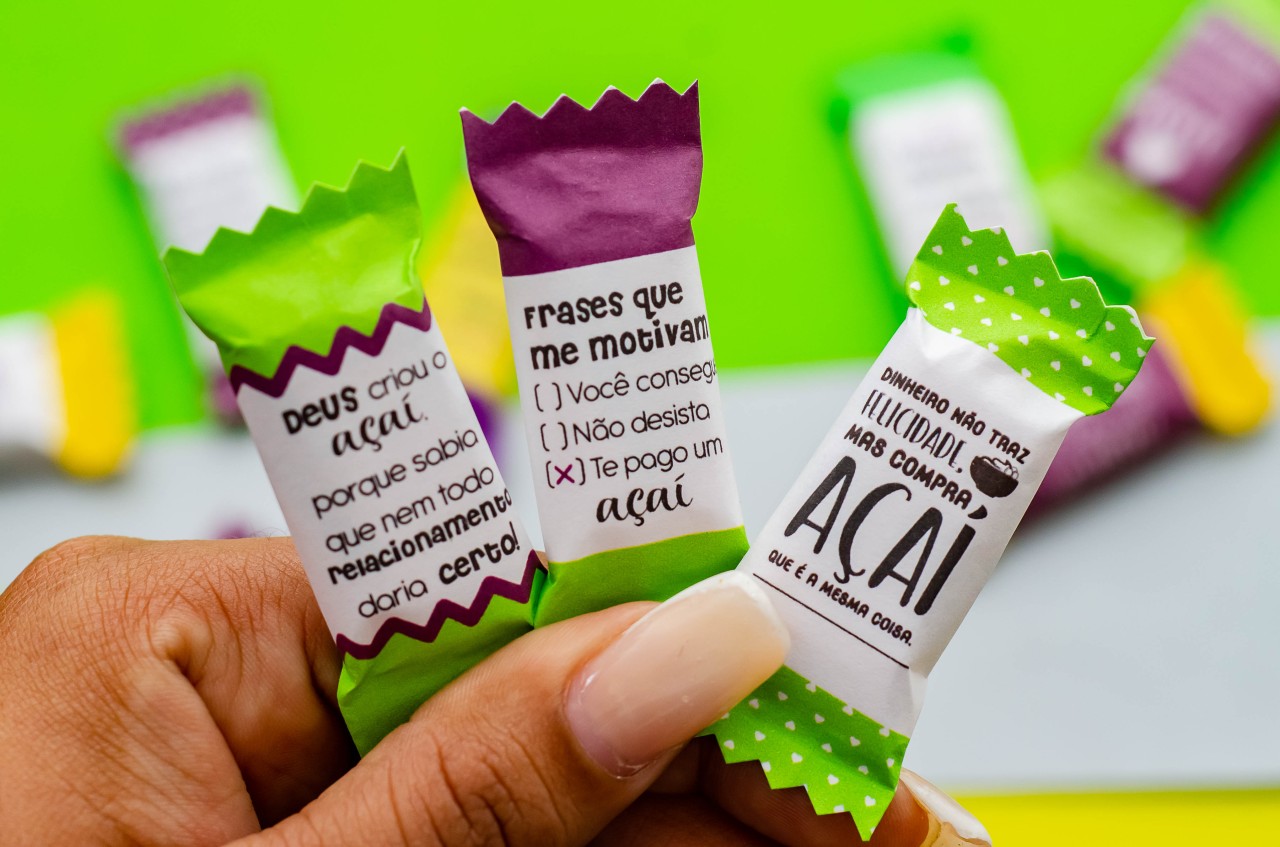 DEUS criou o
açaí.
porque sabia
que nem todo
relacionamento
daria certo!
Frases que
me motivam
( ) Você consegu
( ) Não desista
(x) Te pago um
açaí
DINHEIRO NÃO TRAZ
FELICIDADE,
MAS COMPRA
AÇAÍ
QUE É A MESMA COISA.